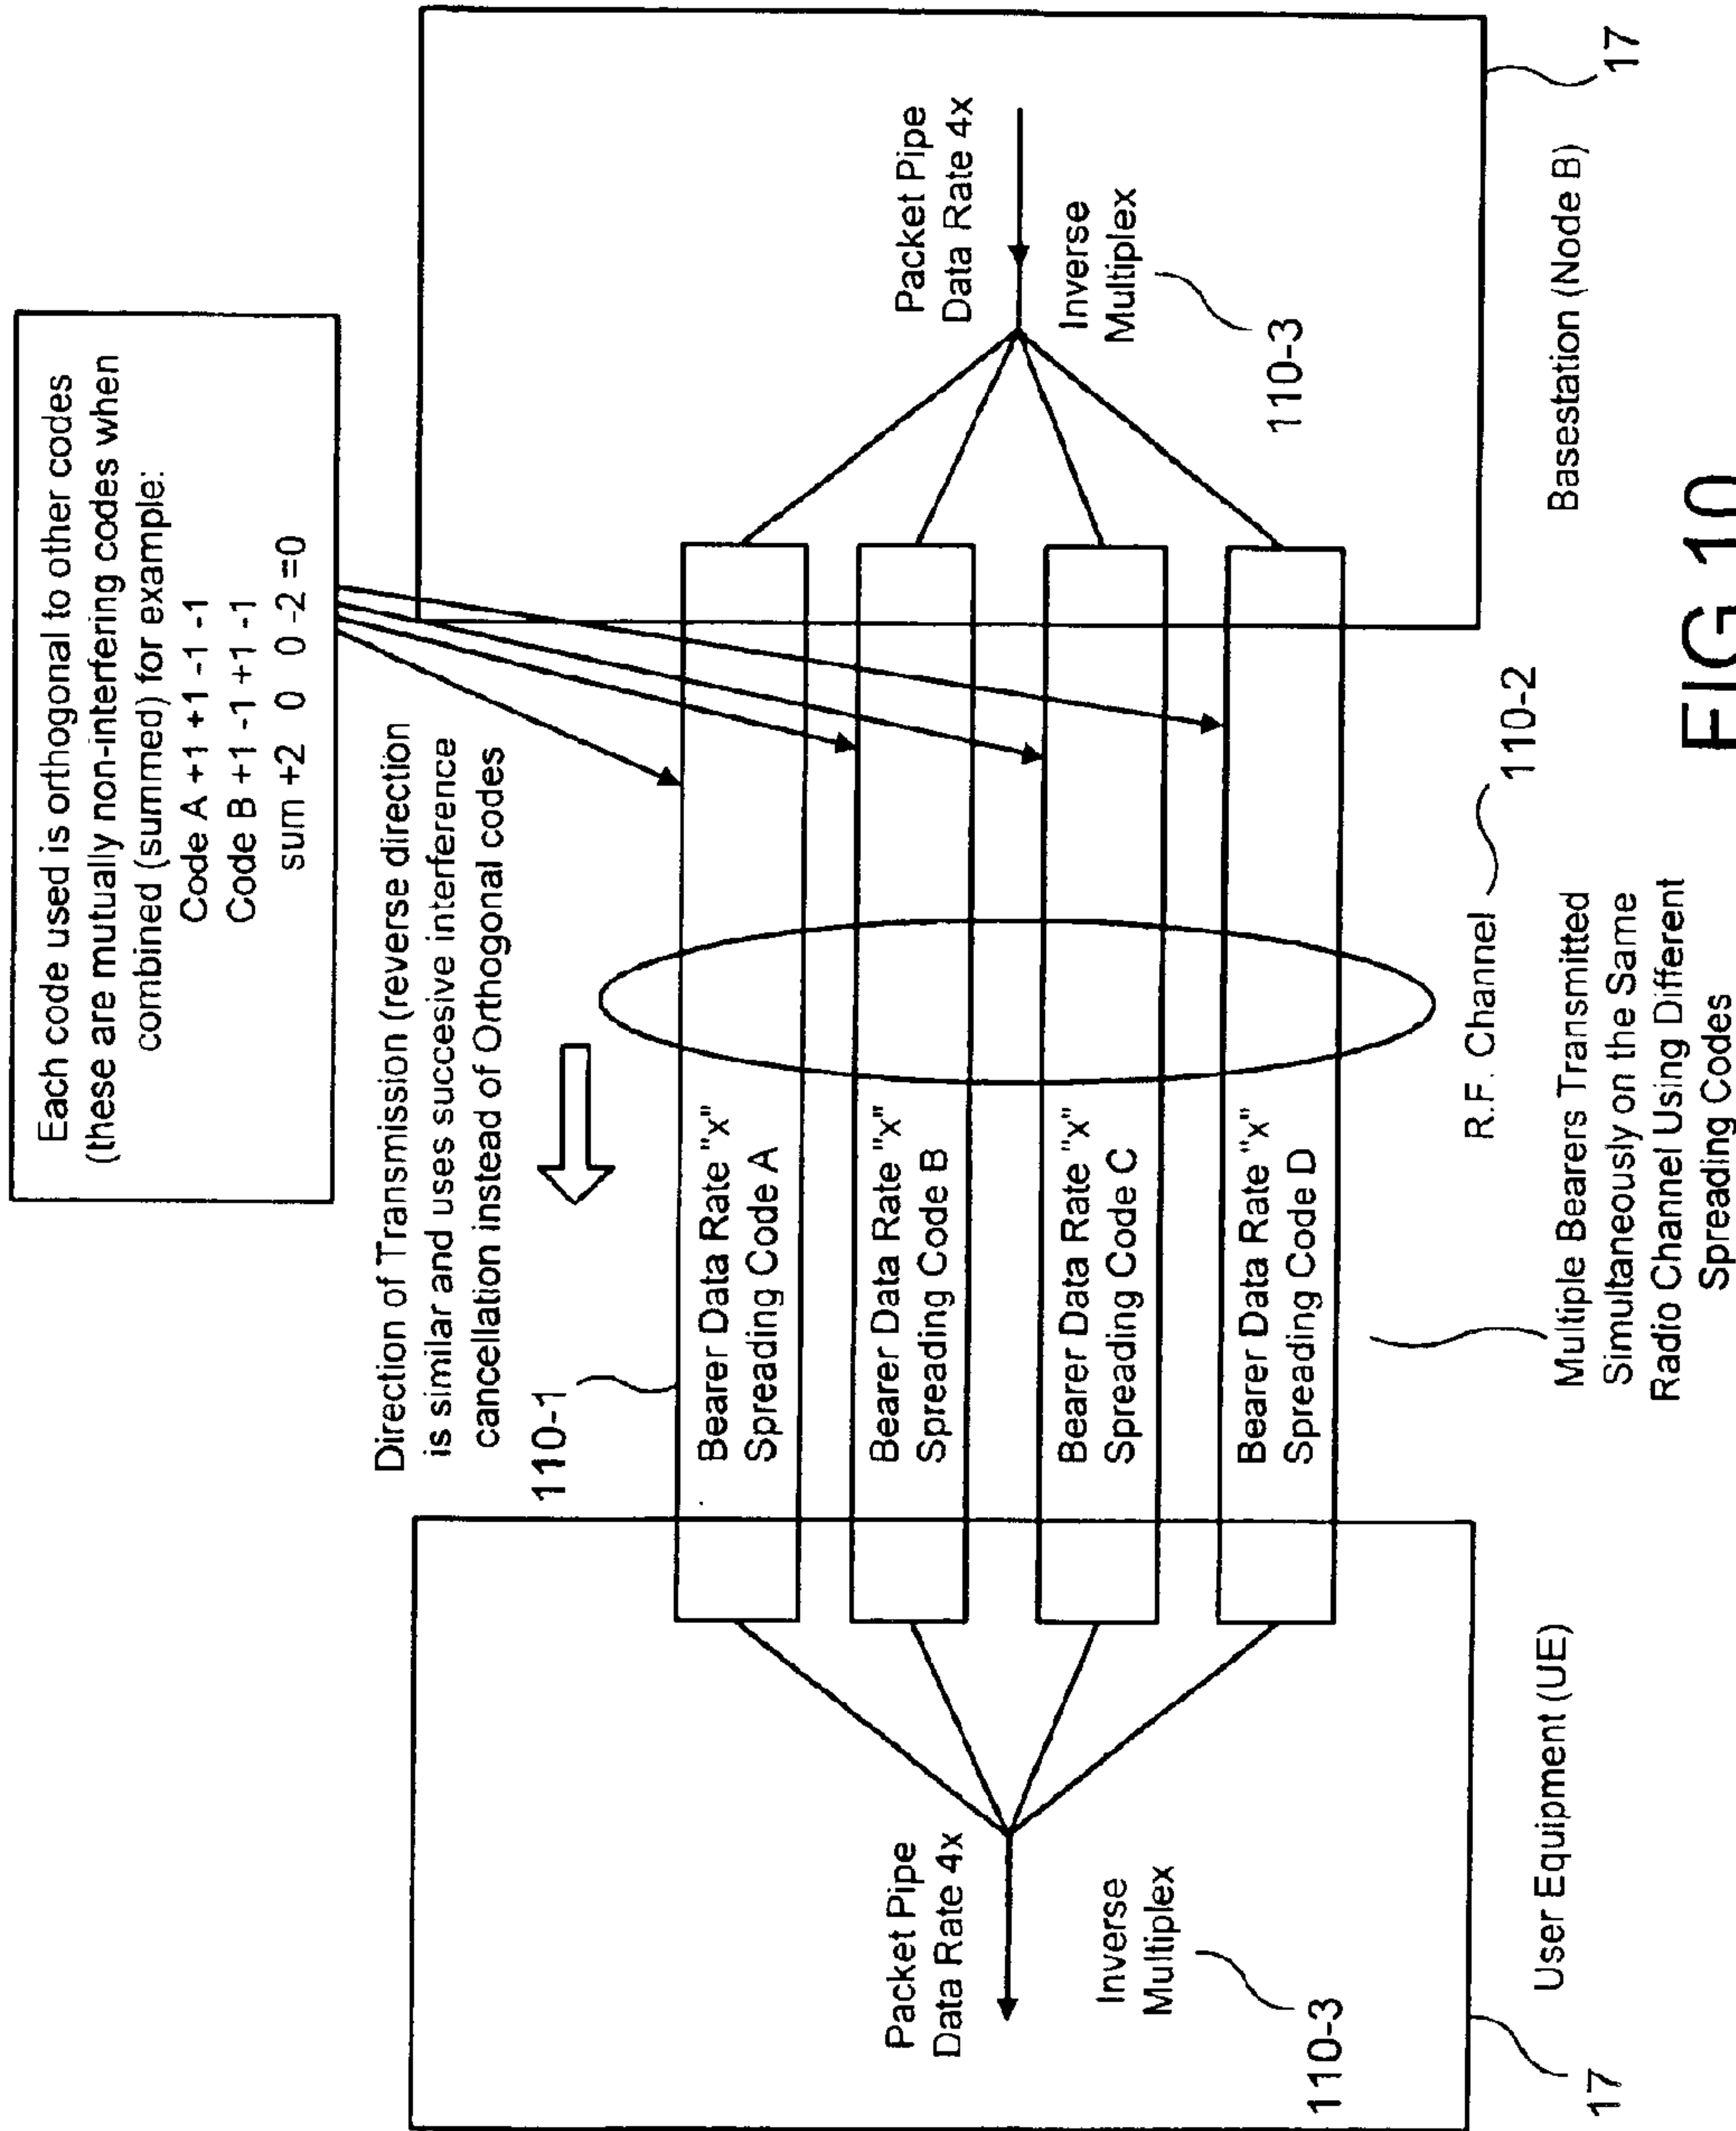 Each code used is orthogonal to other codes
(these are mutually non-interfering codes when
combined (summed) for example:
Code A +1 +1 -1 -1
Code B +1 -1 +1 -1
sum +2 0 0 -2 =0
Direction of Transmission (reverse direction
is similar and uses successive interference
cancellation instead of Orthogonal codes
110-1
Bearer Data Rate "x"
Spreading Code A
Bearer Data Rate "x"
Spreading Code B
Bearer Data Rate "x"
Spreading Code C
Bearer Data Rate "x"
Spreading Code D
Packet Pipe
Data Rate 4x
Inverse
Multiplex
110-3
17
User Equipment (UE)
Packet Pipe
Data Rate 4x
Inverse
Multiplex
110-3
17
Basestation (Node B)
R.F. Channel
110-2
Multiple Bearers Transmitted
Simultaneously on the Same
Radio Channel Using Different
Spreading Codes
FIG 10